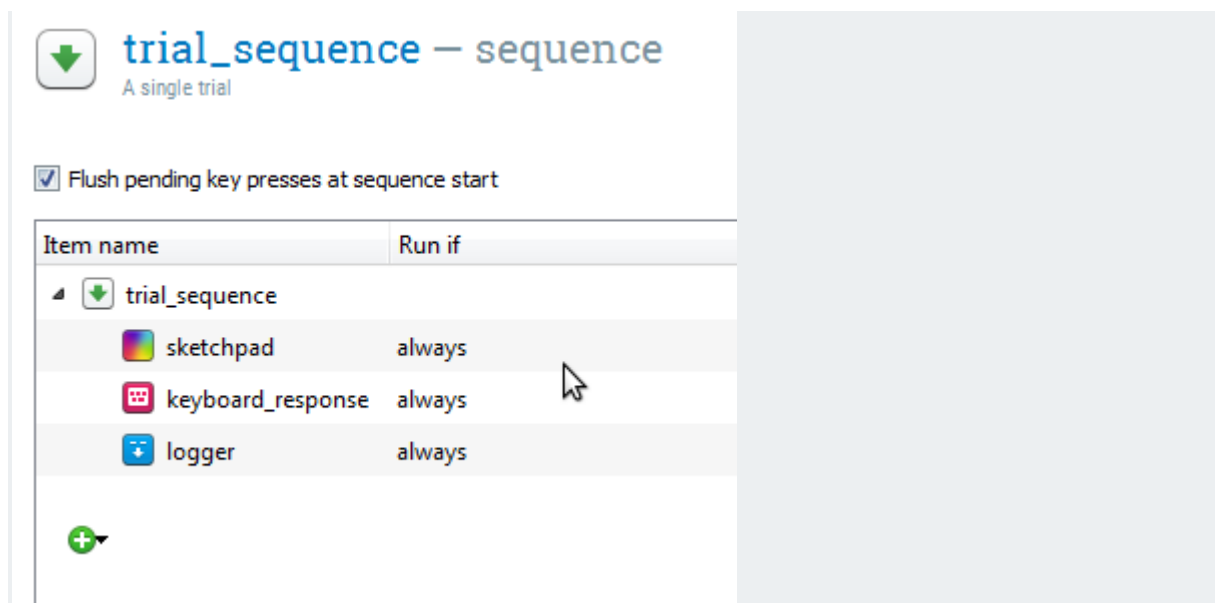 trial_sequence — sequence
A single trial
Flush pending key presses at sequence start
Item name Run if
trial_sequence
sketchpad always
keyboard_response always
logger always